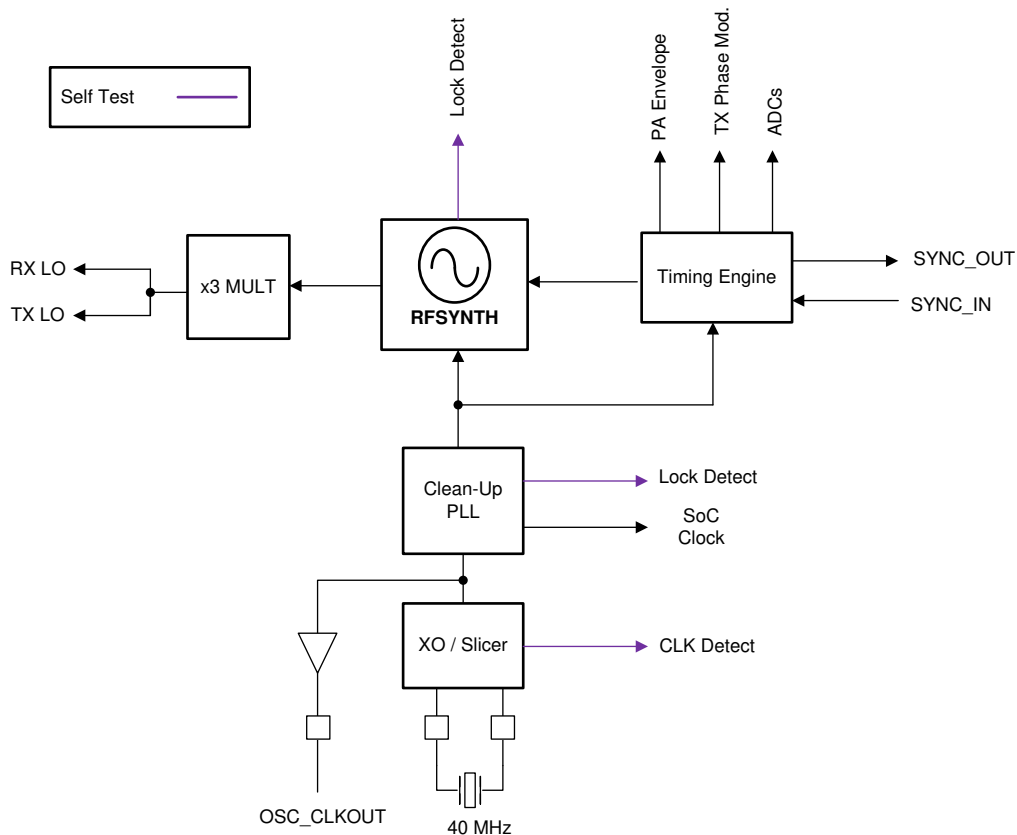 Self Test
Lock Detect
PA Envelope
TX Phase Mod.
ADCs
RX LO
TX LO
x3 MULT
RFSYNTH
Timing Engine
SYNC_OUT
SYNC_IN
Clean-Up
PLL
Lock Detect
SoC
Clock
XO / Slicer
CLK Detect
OSC_CLKOUT
40 MHz